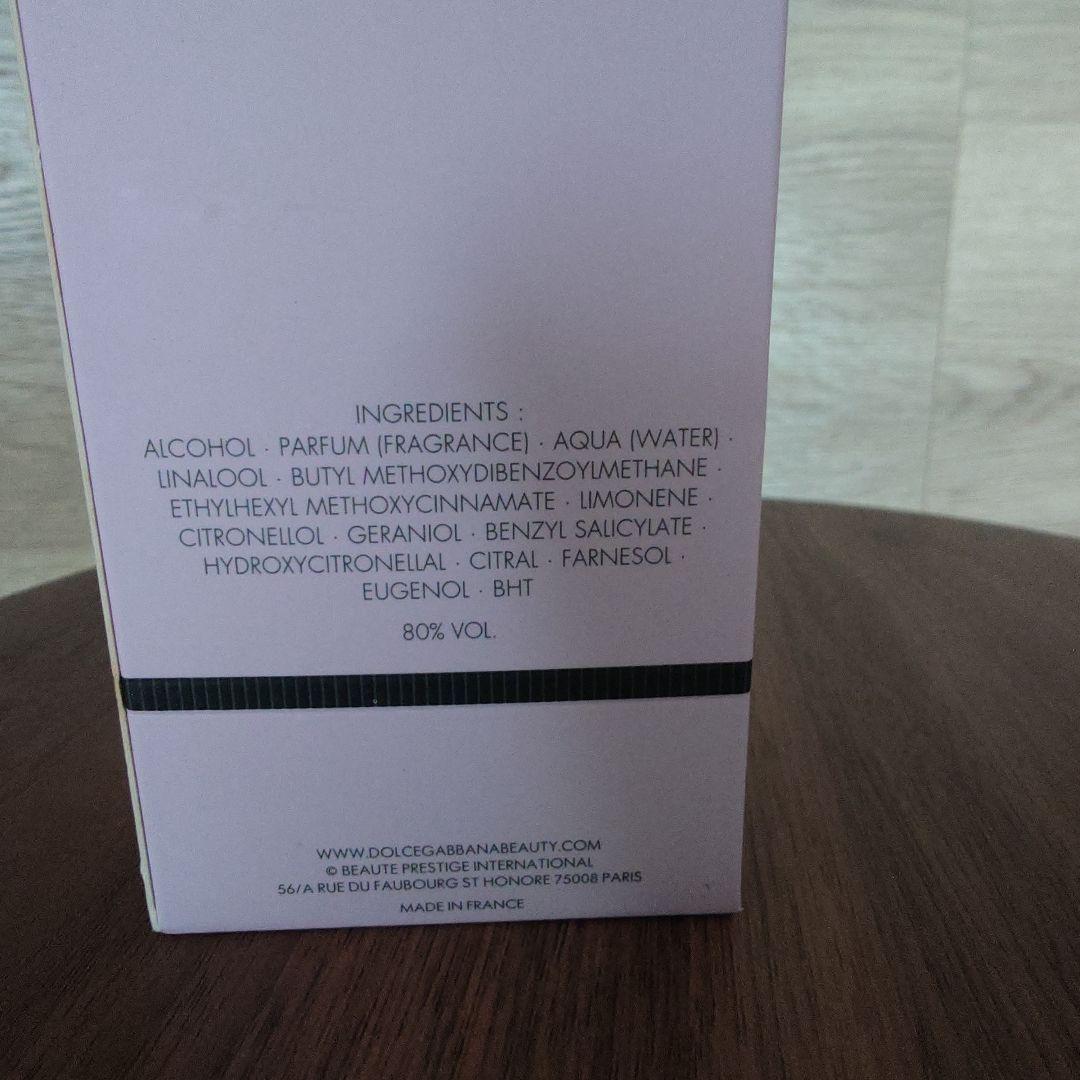 INGREDIENTS :
ALCOHOL · PARFUM (FRAGRANCE) · AQUA (WATER) ·
LINALOOL · BUTYL METHOXYDIBENZOYLMETHANE ·
ETHYLHEXYL METHOXYCINNAMATE · LIMONENE ·
CITRONELLOL · GERANIOL · BENZYL SALICYLATE ·
HYDROXYCITRONELLAL · CITRAL · FARNESOL ·
EUGENOL · BHT
80% VOL.
WWW.DOLCEGABBANABEAUTY.COM
© BEAUTE PRESTIGE INTERNATIONAL
56/A RUE DU FAUBOURG ST HONORE 75008 PARIS
MADE IN FRANCE